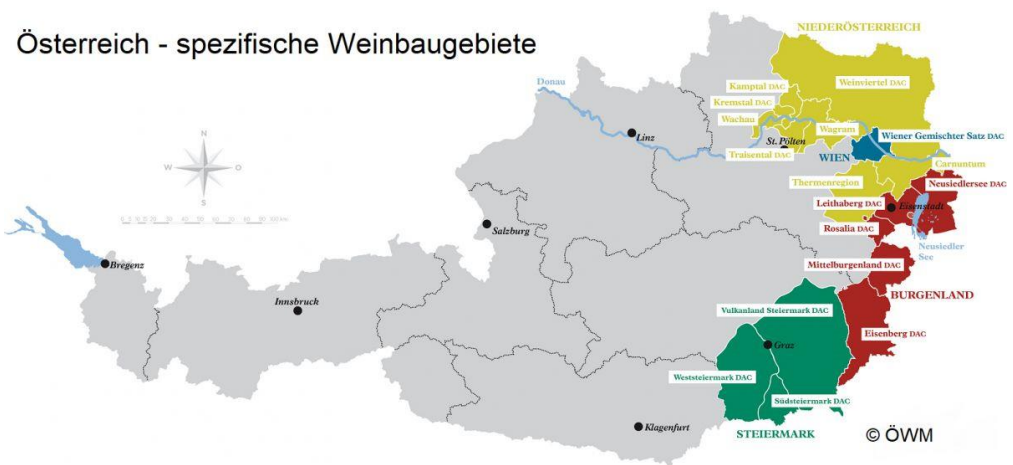 Österreich - spezifische Weinbaugebiete
NIEDERÖSTERREICH
Donau
Kamptal DAC
Weinviertel DAC
Kremstal DAC
Wachau
Wagram
Linz
St. Pölten
Wiener Gemischter Satz DAC
Traisental DAC
WIEN
Carnuntum
N
W
O
S
Thermenregion
Neusiedlersee DAC
Leithaberg DAC
Eisenstadt
Salzburg
Rosalia DAC
Neusiedler
See
Bregenz
Mittelburgenland DAC
Innsbruck
BURGENLAND
Vulkanland Steiermark DAC
Eisenberg DAC
Graz
Weststeiermark DAC
Südsteiermark DAC
Klagenfurt
STEIERMARK
© ÖWM